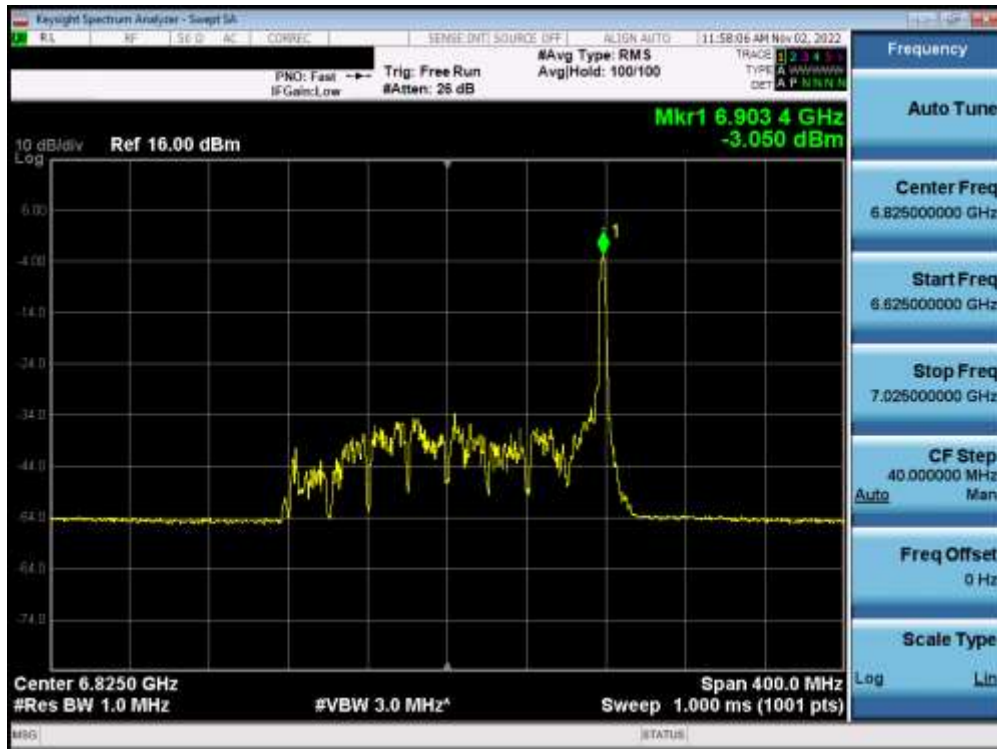 Keysight Spectrum Analyzer - Swept SA
RL RF 50 Ω AC CORREC SENSE:INT SOURCE OFF ALIGN AUTO 11:58:06 AM Nov 02, 2022
PNO: Fast Trig: Free Run #Avg Type: RMS TRACE 1 2 3 4 5 6
IFGain:Low #Atten: 26 dB Avg|Hold: 100/100 TYPE A WWWWW
DET A P N N N N
Frequency
Mkr1 6.903 4 GHz
-3.050 dBm
10 dB/div Ref 16.00 dBm
Log
6.00
-4.00
-14.0
-24.0
-34.0
-44.0
-54.0
-64.0
-74.0
1
Center 6.8250 GHz Span 400.0 MHz
#Res BW 1.0 MHz #VBW 3.0 MHz* Sweep 1.000 ms (1001 pts)
MSG STATUS
Auto Tune
Center Freq
6.825000000 GHz
Start Freq
6.625000000 GHz
Stop Freq
7.025000000 GHz
CF Step
40.000000 MHz
Auto Man
Freq Offset
0 Hz
Scale Type
Log Lin